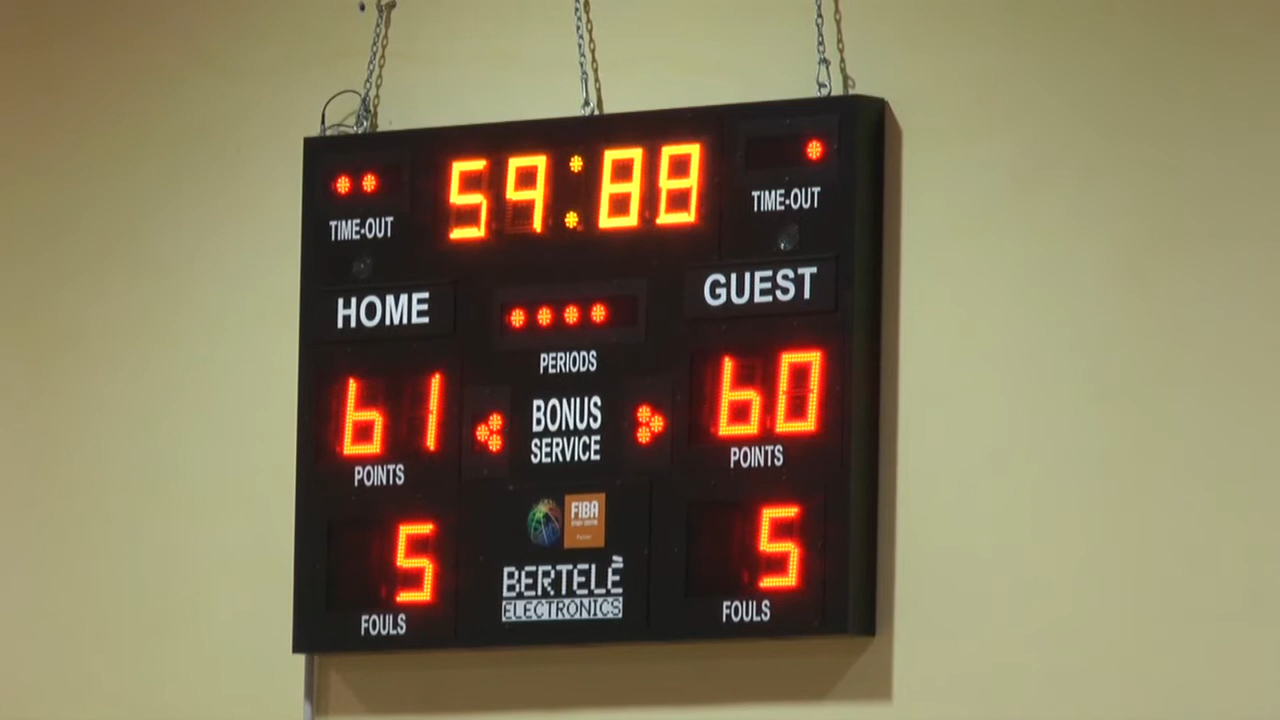 59:88
TIME-OUT
TIME-OUT
HOME
GUEST
PERIODS
61
60
BONUS
SERVICE
POINTS
POINTS
5
5
FIBA
BERTELÈ
ELECTRONICS
FOULS
FOULS